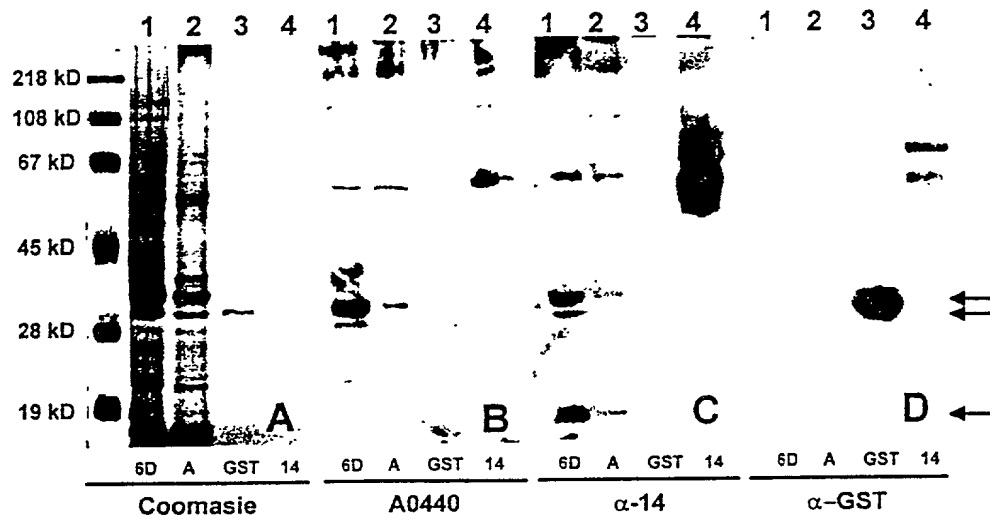 1 2 3 4 1 2 3 4 1 2 3 4 1 2 3 4
218 kD
108 kD
67 kD
45 kD
28 kD
19 kD
A B C D
6D A GST 14 6D A GST 14 6D A GST 14 6D A GST 14
Coomasie A0440 α-14 α–GST